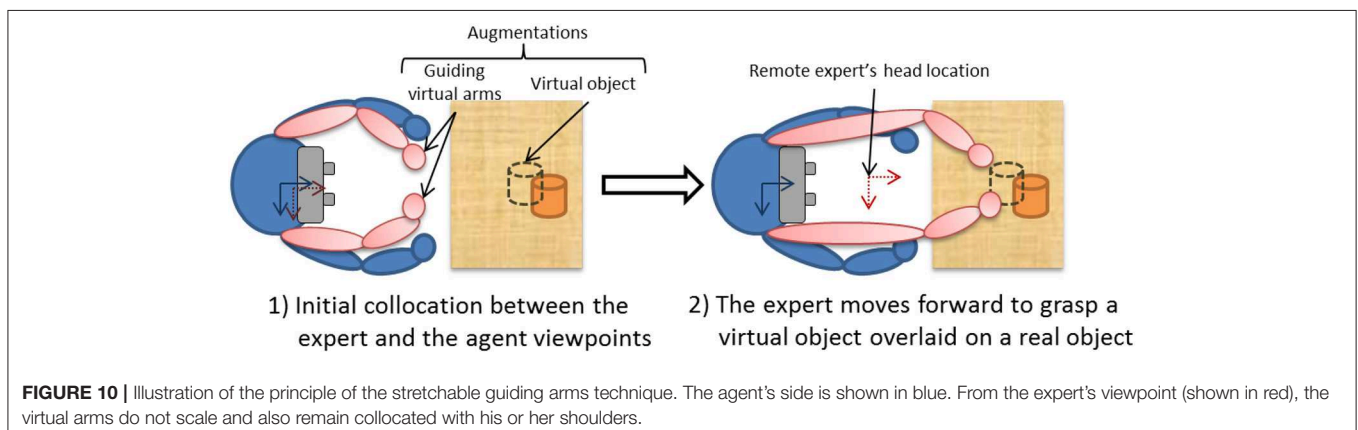 Augmentations
Guiding
virtual arms
Virtual object
Remote expert's head location
1) Initial collocation between the
expert and the agent viewpoints
2) The expert moves forward to grasp a
virtual object overlaid on a real object
FIGURE 10 | Illustration of the principle of the stretchable guiding arms technique. The agent's side is shown in blue. From the expert's viewpoint (shown in red), the
virtual arms do not scale and also remain collocated with his or her shoulders.